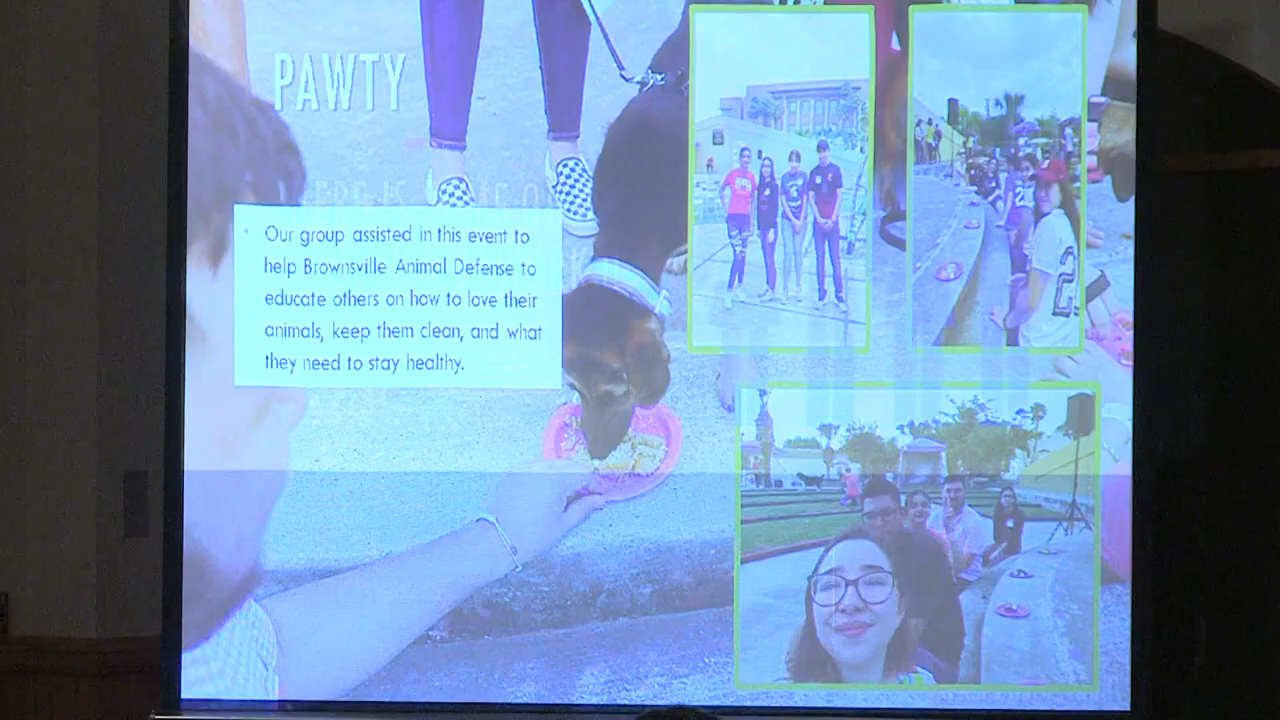 PAWTY
Our group assisted in this event to
help Brownsville Animal Defense to
educate others on how to love their
animals, keep them clean, and what
they need to stay healthy.